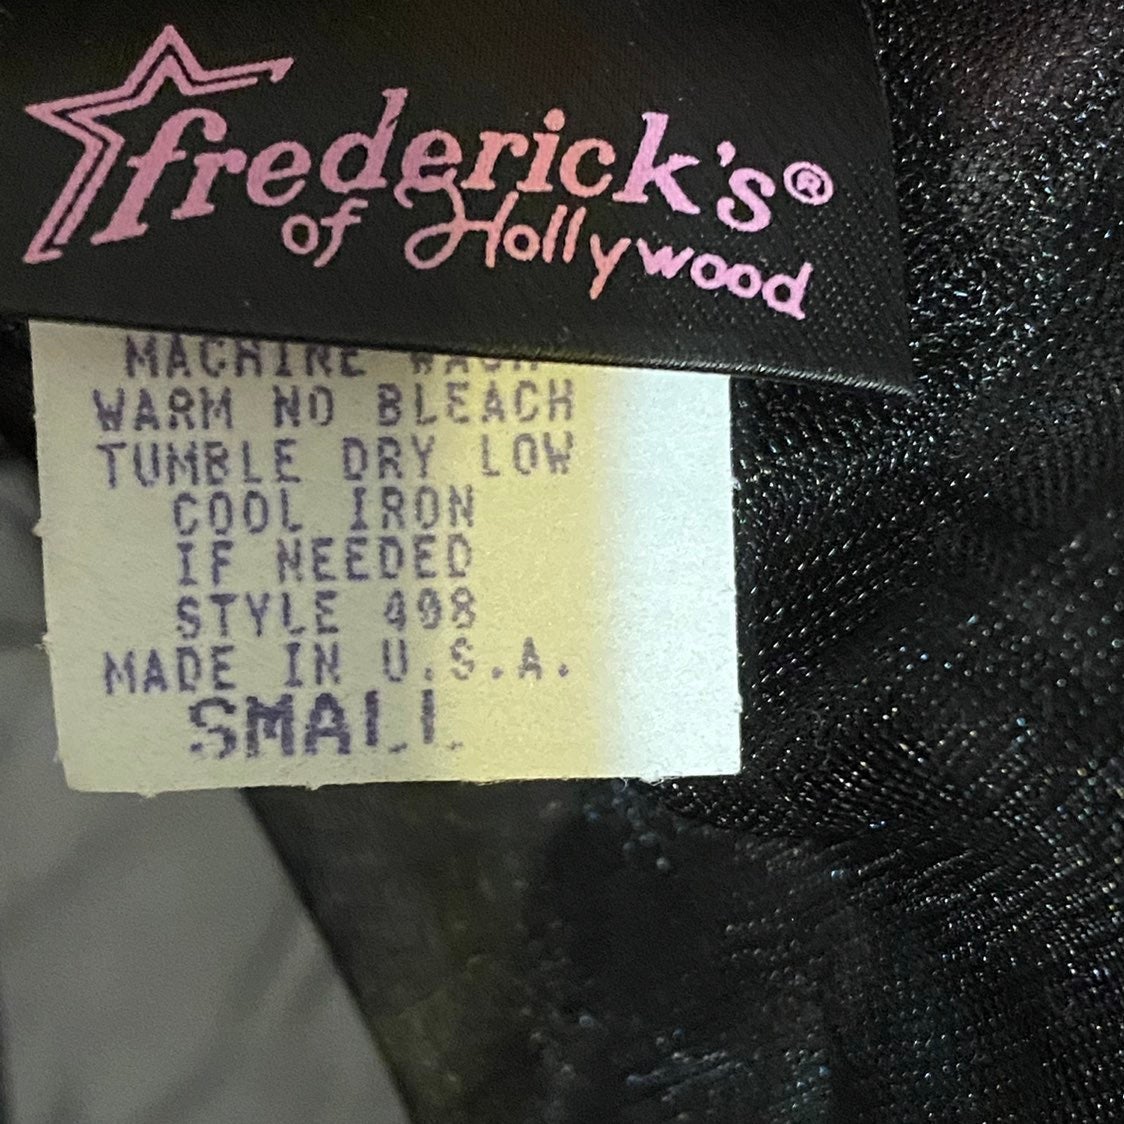 frederick's®
of Hollywood
MACHINE WASH
WARM NO BLEACH
TUMBLE DRY LOW
COOL IRON
IF NEEDED
STYLE 408
MADE IN U.S.A.
SMALL